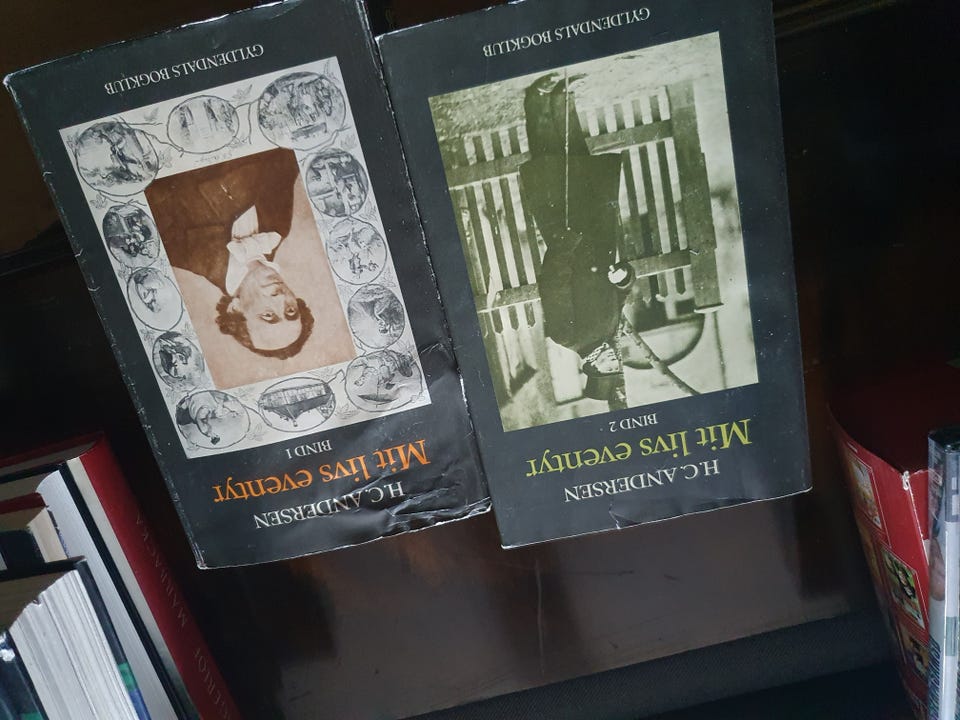 H.C. ANDERSEN
Mit livs eventyr
BIND 1
GYLDENDALS BOGKLUB
H.C. ANDERSEN
Mit livs eventyr
BIND 2
GYLDENDALS BOGKLUB